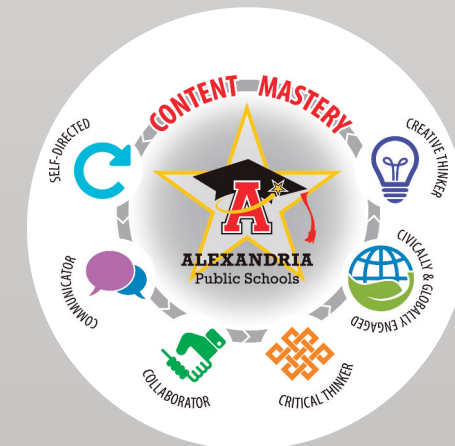 CONTENT MASTERY
SELF-DIRECTED
CREATIVE THINKER
A
ALEXANDRIA
Public Schools
COMMUNICATOR
CIVICALLY & GLOBALLY ENGAGED
COLLABORATOR
CRITICAL THINKER